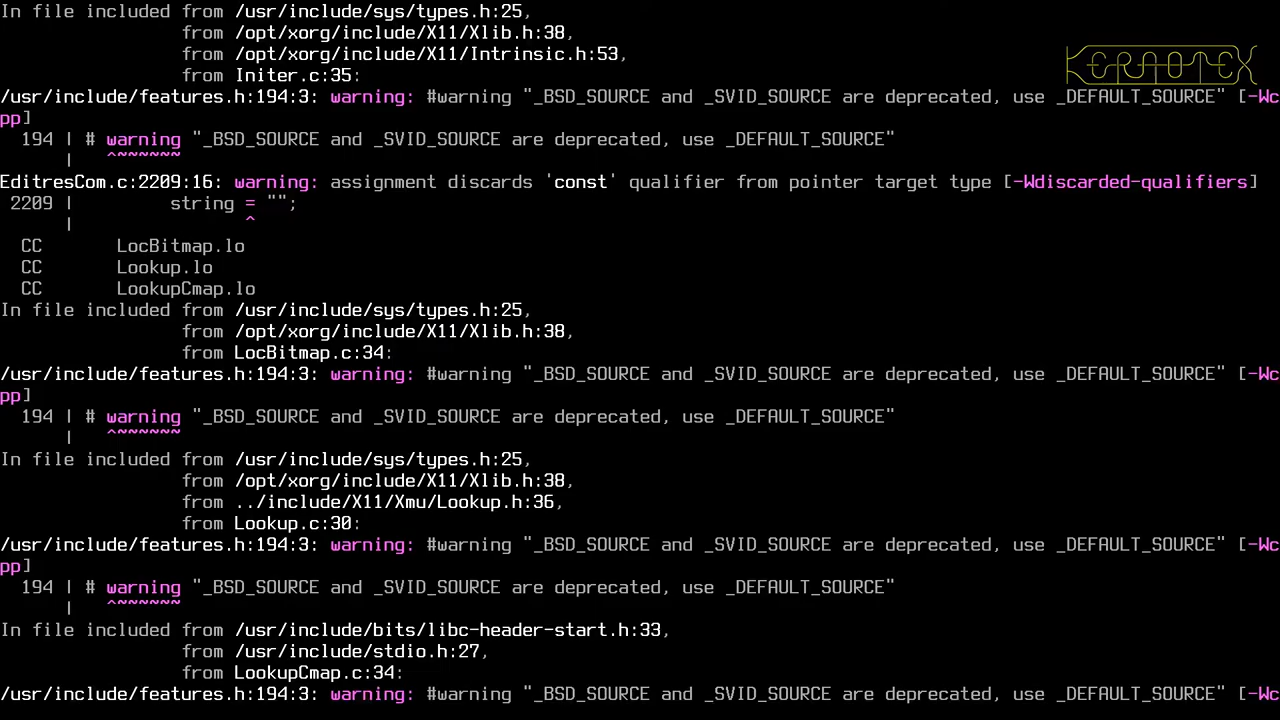 In file included from /usr/include/sys/types.h:25,
                 from /opt/xorg/include/X11/Xlib.h:38,
                 from /opt/xorg/include/X11/Intrinsic.h:53,
                 from Initer.c:35:
KERNOTEX
/usr/include/features.h:194:3: warning: #warning "_BSD_SOURCE and _SVID_SOURCE are deprecated, use _DEFAULT_SOURCE" [-Wc
pp]
  194 | # warning "_BSD_SOURCE and _SVID_SOURCE are deprecated, use _DEFAULT_SOURCE"
      |   ^~~~~~~
EditresCom.c:2209:16: warning: assignment discards 'const' qualifier from pointer target type [-Wdiscarded-qualifiers]
 2209 |         string = "";
      |                ^
  CC       LocBitmap.lo
  CC       Lookup.lo
  CC       LookupCmap.lo
In file included from /usr/include/sys/types.h:25,
                 from /opt/xorg/include/X11/Xlib.h:38,
                 from LocBitmap.c:34:
/usr/include/features.h:194:3: warning: #warning "_BSD_SOURCE and _SVID_SOURCE are deprecated, use _DEFAULT_SOURCE" [-Wc
pp]
  194 | # warning "_BSD_SOURCE and _SVID_SOURCE are deprecated, use _DEFAULT_SOURCE"
      |   ^~~~~~~
In file included from /usr/include/sys/types.h:25,
                 from /opt/xorg/include/X11/Xlib.h:38,
                 from ../include/X11/Xmu/Lookup.h:36,
                 from Lookup.c:30:
/usr/include/features.h:194:3: warning: #warning "_BSD_SOURCE and _SVID_SOURCE are deprecated, use _DEFAULT_SOURCE" [-Wc
pp]
  194 | # warning "_BSD_SOURCE and _SVID_SOURCE are deprecated, use _DEFAULT_SOURCE"
      |   ^~~~~~~
In file included from /usr/include/bits/libc-header-start.h:33,
                 from /usr/include/stdio.h:27,
                 from LookupCmap.c:34:
/usr/include/features.h:194:3: warning: #warning "_BSD_SOURCE and _SVID_SOURCE are deprecated, use _DEFAULT_SOURCE" [-Wc